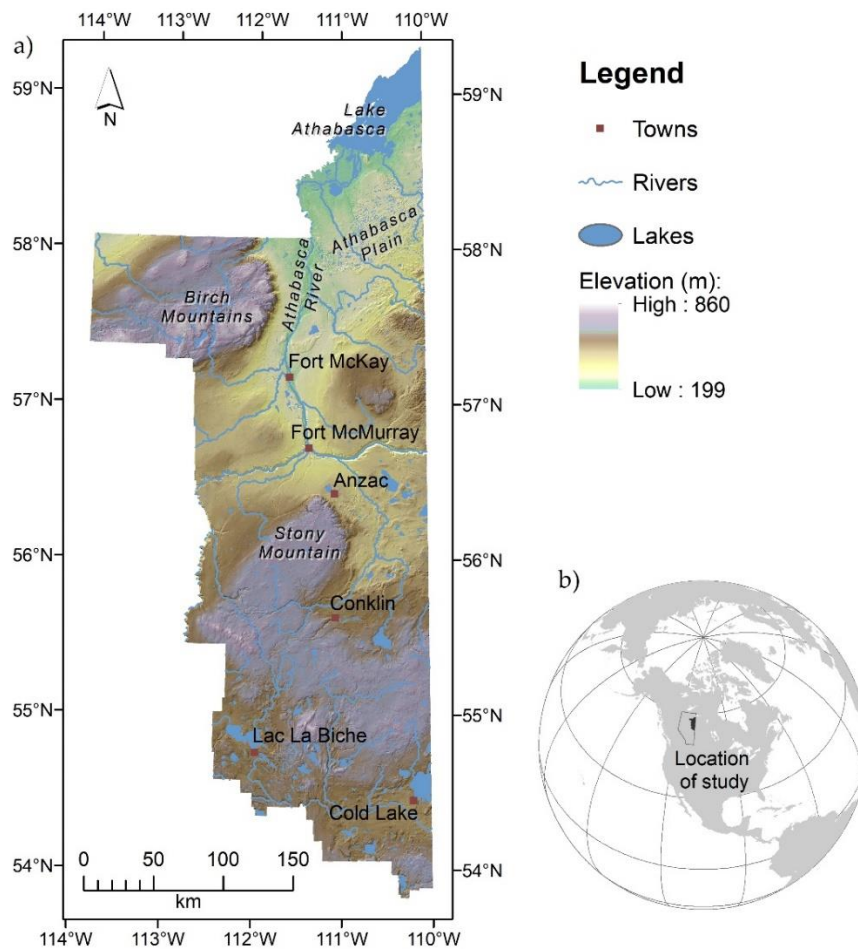 114°W 113°W 112°W 111°W 110°W
a)
59°N
59°N
N
Lake
Athabasca
58°N
58°N
Athabasca
Plain
Athabasca
River
Birch
Mountains
Fort McKay
57°N
57°N
Fort McMurray
Anzac
Stony
Mountain
56°N
56°N
Conklin
55°N
55°N
Lac La Biche
Cold Lake
54°N
54°N
0 50 100 150
km
114°W 113°W 112°W 111°W 110°W
Legend
Towns
Rivers
Lakes
Elevation (m):
High : 860
Low : 199
b)
Location
of study